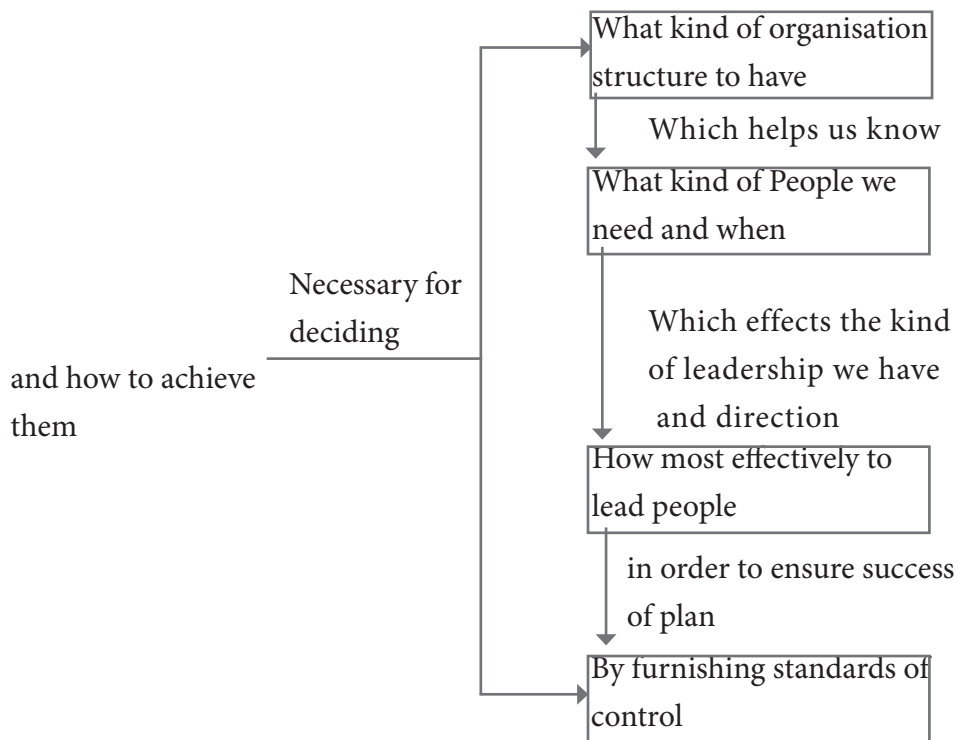 and how to achieve
them
Necessary for
deciding
What kind of organisation
structure to have
Which helps us know
What kind of People we
need and when
Which effects the kind
of leadership we have
and direction
How most effectively to
lead people
in order to ensure success
of plan
By furnishing standards of
control